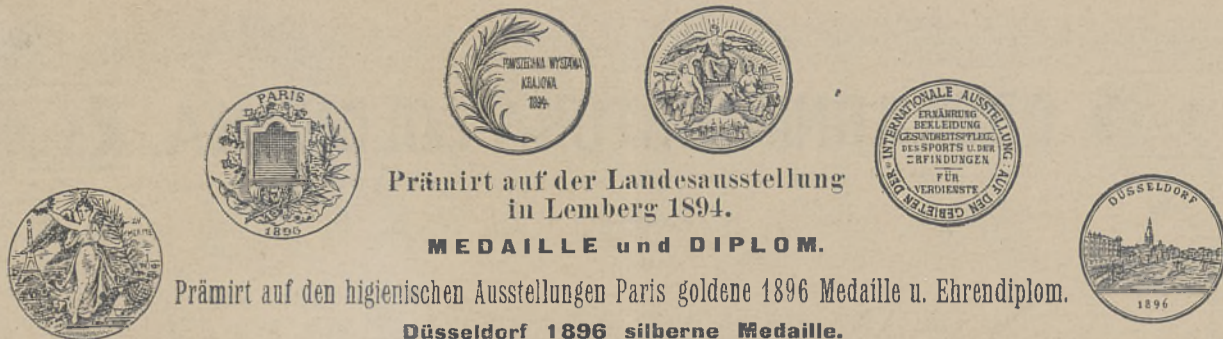 POWSZECHNA WYSTAWA
KRAJOWA
1894
PARIS
1896
INTERNATIONALE AUSSTELLUNG AUF DEN GEBIETEN DER
ERNÄHRUNG
BEKLEIDUNG
GESUNDHEITSPFLEGE
DES SPORTS U. DER
ERFINDUNGEN
FÜR
VERDIENSTE
DÜSSELDORF
1896
Prämirt auf der Landesausstellung
in Lemberg 1894.
MEDAILLE und DIPLOM.
Prämirt auf den higienischen Ausstellungen Paris goldene 1896 Medaille u. Ehrendiplom.
Düsseldorf 1896 silberne Medaille.